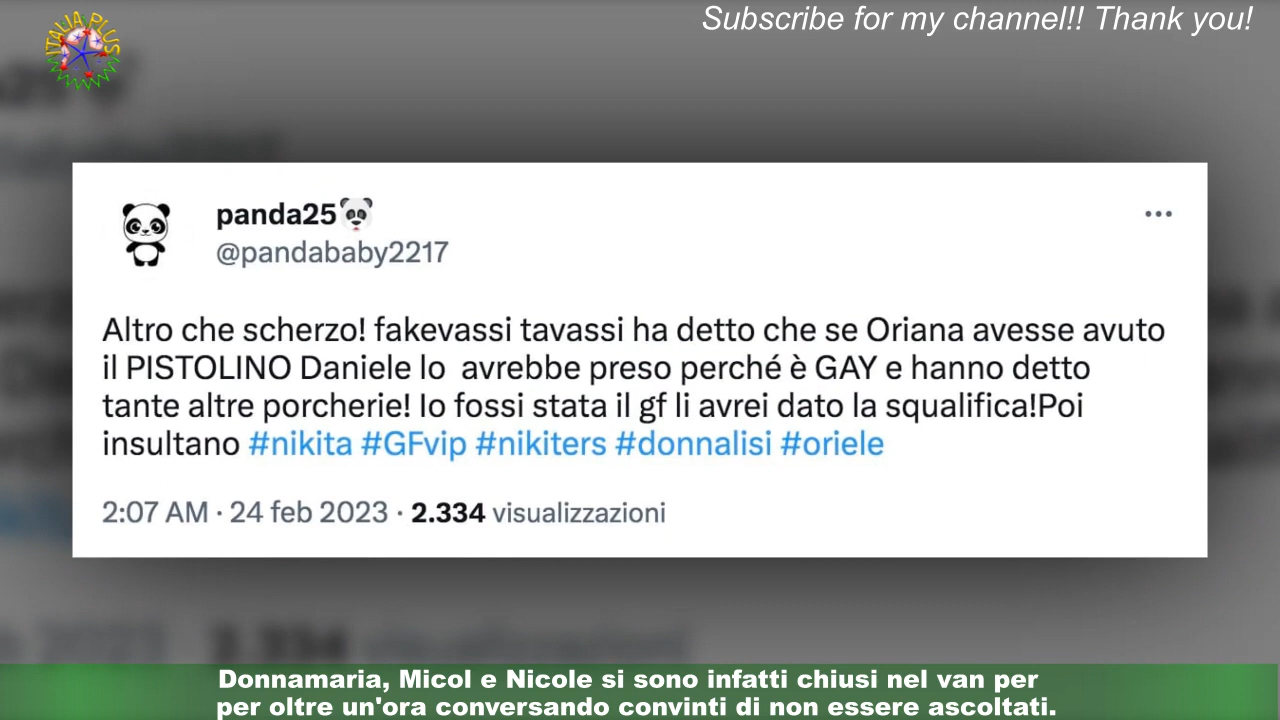 Subscribe for my channel!! Thank you!
ITALIA PLUS
panda25🐼
@pandababy2217
Altro che scherzo! fakevassi tavassi ha detto che se Oriana avesse avuto
il PISTOLINO Daniele lo  avrebbe preso perché è GAY e hanno detto
tante altre porcherie! Io fossi stata il gf li avrei dato la squalifica!Poi
insultano #nikita #GFvip #nikiters #donnalisi #oriele
2:07 AM · 24 feb 2023 · 2.334 visualizzazioni
Donnamaria, Micol e Nicole si sono infatti chiusi nel van per
per oltre un'ora conversando convinti di non essere ascoltati.